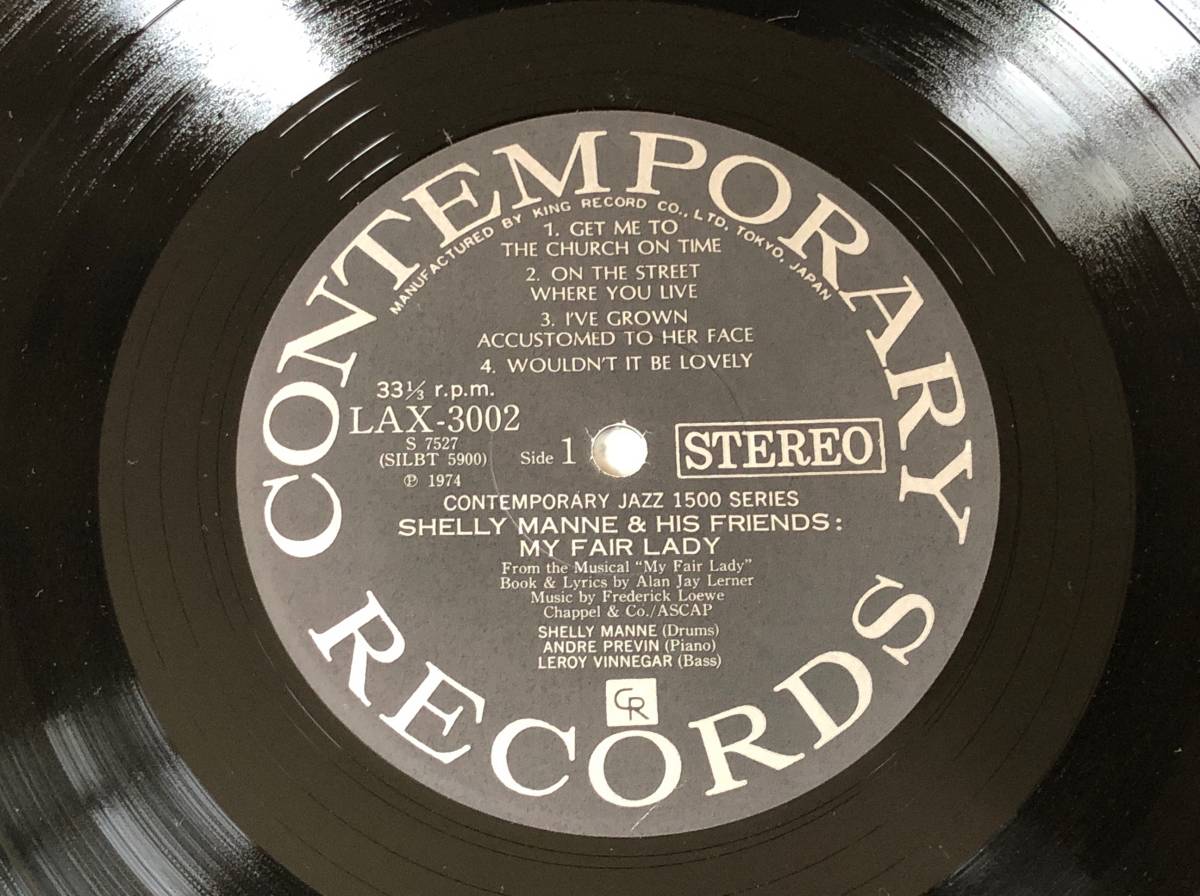 CONTEMPORARY
MANUFACTURED BY KING RECORD CO., LTD. TOKYO, JAPAN
1. GET ME TO
THE CHURCH ON TIME
2. ON THE STREET
WHERE YOU LIVE
3. I'VE GROWN
ACCUSTOMED TO HER FACE
4. WOULDN'T IT BE LOVELY
33⅓ r.p.m.
LAX-3002
S 7527
(SILBT 5900)
℗ 1974
Side 1
STEREO
CONTEMPORARY JAZZ 1500 SERIES
SHELLY MANNE & HIS FRIENDS:
MY FAIR LADY
From the Musical "My Fair Lady"
Book & Lyrics by Alan Jay Lerner
Music by Frederick Loewe
Chappel & Co./ASCAP
SHELLY MANNE (Drums)
ANDRE PREVIN (Piano)
LEROY VINNEGAR (Bass)
CR
RECORDS